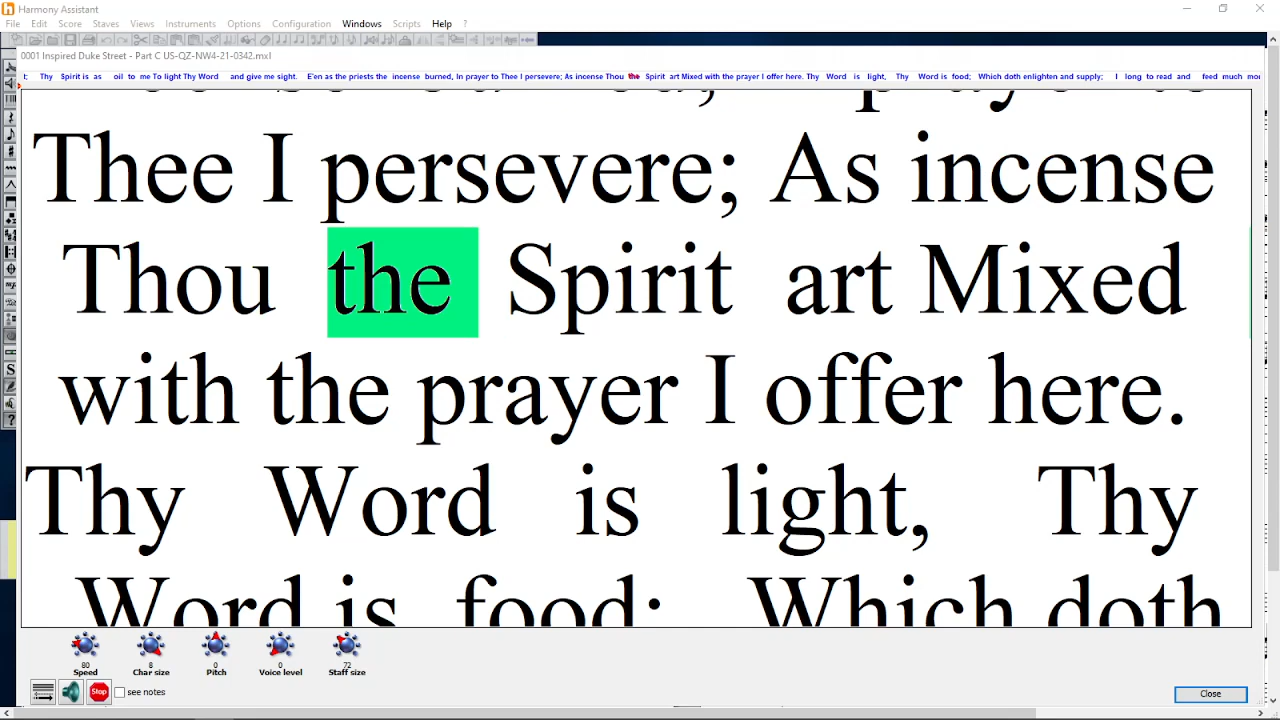 Harmony Assistant
File Edit Score Staves Views Instruments Options Configuration Windows Scripts Help ?
0001 Inspired Duke Street - Part C US-QZ-NW4-21-0342.mxl
t; Thy Spirit is as oil to me To light Thy Word and give me sight. E'en as the priests the incense burned, In prayer to Thee I persevere; As incense Thou the Spirit art Mixed with the prayer I offer here. Thy Word is light, Thy Word is food; Which doth enlighten and supply; I long to read and feed much mor
Thee I persevere; As incense
Thou the Spirit art Mixed
with the prayer I offer here.
Thy Word is light, Thy
Word is food; Which doth
80 8 0 0 72
Speed Char size Pitch Voice level Staff size
Stop see notes Close